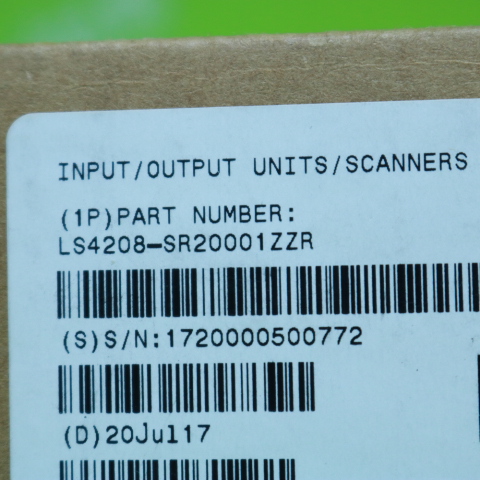 INPUT/OUTPUT UNITS/SCANNERS
(1P)PART NUMBER:
LS4208-SR20001ZZR
(S)S/N:1720000500772
(D)20Jul17